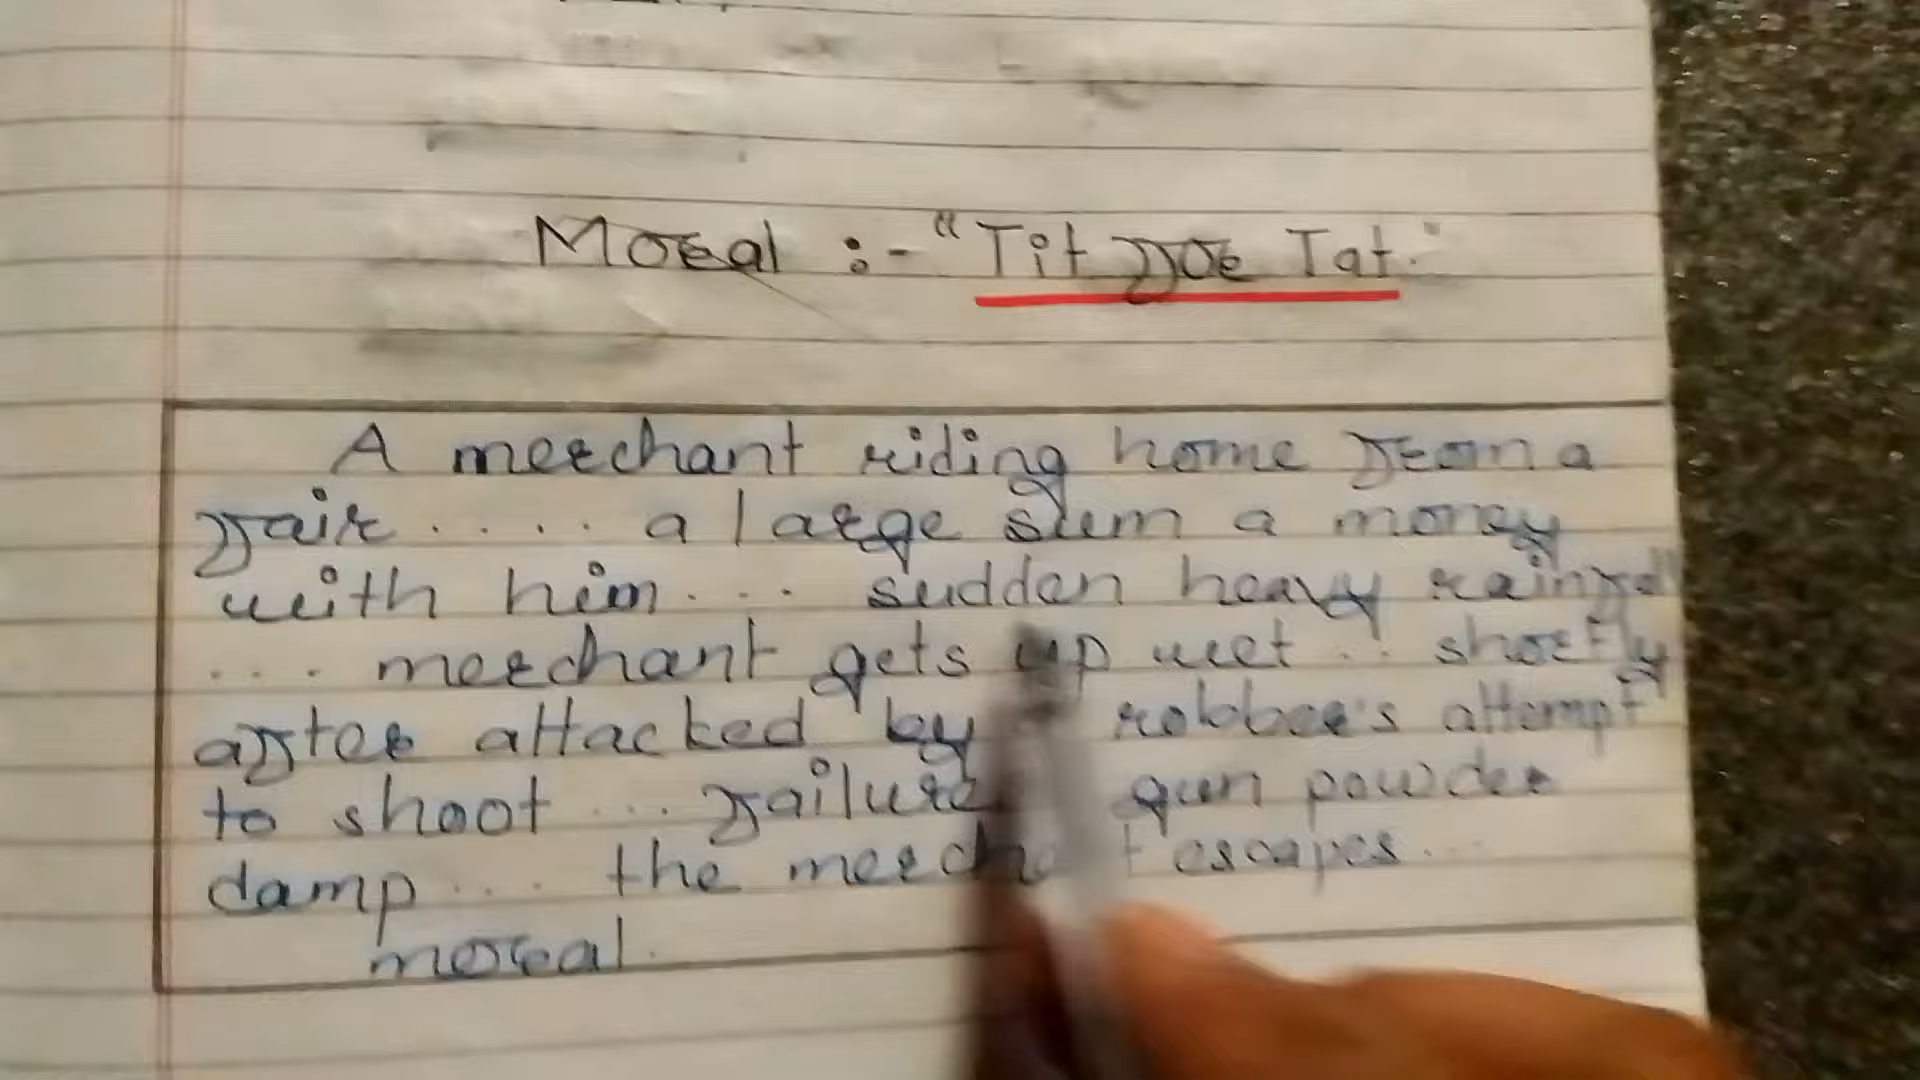 Moral :- "Tit for Tat."
A merchant riding home from a
fair .... a large sum a money
with him... sudden heavy
... merchant gets up wet .. shortly
after attacked by robber's attempt
to shoot ... failure gun powder
damp.... the escapes...
moral.